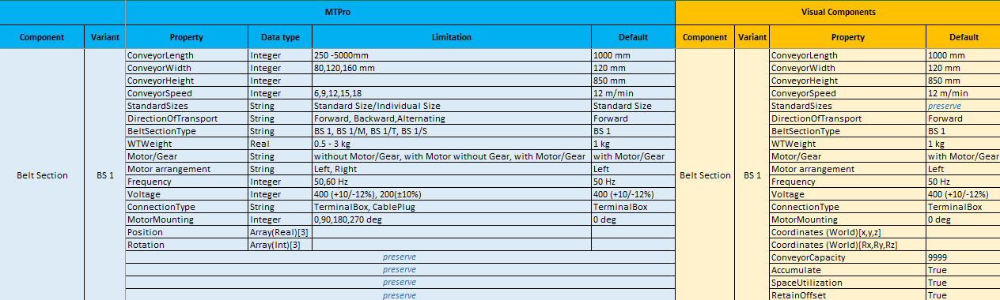 MTPro Visual Components
Component Variant Property Data type Limitation Default Component Variant Property Default
ConveyorLength Integer 250 -5000mm 1000 mm ConveyorLength 1000 mm
ConveyorWidth Integer 80,120,160 mm 120 mm ConveyorWidth 120 mm
ConveyorHeight Integer 850 mm ConveyorHeight 850 mm
ConveyorSpeed Integer 6,9,12,15,18 12 m/min ConveyorSpeed 12 m/min
StandardSizes String Standard Size/Individual Size Standard Size StandardSizes preserve
DirectionOfTransport String Forward, Backward,Alternating Forward DirectionOfTransport Forward
BeltSectionType String BS 1, BS 1/M, BS 1/T, BS 1/S BS 1 BeltSectionType BS 1
WTWeight Real 0.5 - 3 kg 1 kg WTWeight 1 kg
Motor/Gear String without Motor/Gear, with Motor without Gear, with Motor/Gear with Motor/Gear Motor/Gear with Motor/Gear
Motor arrangement String Left, Right Left Motor arrangement Left
Belt Section BS 1 Frequency Integer 50,60 Hz 50 Hz Belt Section BS 1 Frequency 50 Hz
Voltage Integer 400 (+10/-12%), 200(±10%) 400 (+10/-12%) Voltage 400 (+10/-12%)
ConnectionType String TerminalBox, CablePlug TerminalBox ConnectionType TerminalBox
MotorMounting Integer 0,90,180,270 deg 0 deg MotorMounting 0 deg
Position Array(Real)[3] Coordinates (World)[x,y,z]
Rotation Array(Int)[3] Coordinates (World)[Rx,Ry,Rz]
preserve ConveyorCapacity 9999
preserve Accumulate True
preserve SpaceUtilization True
preserve RetainOffset True